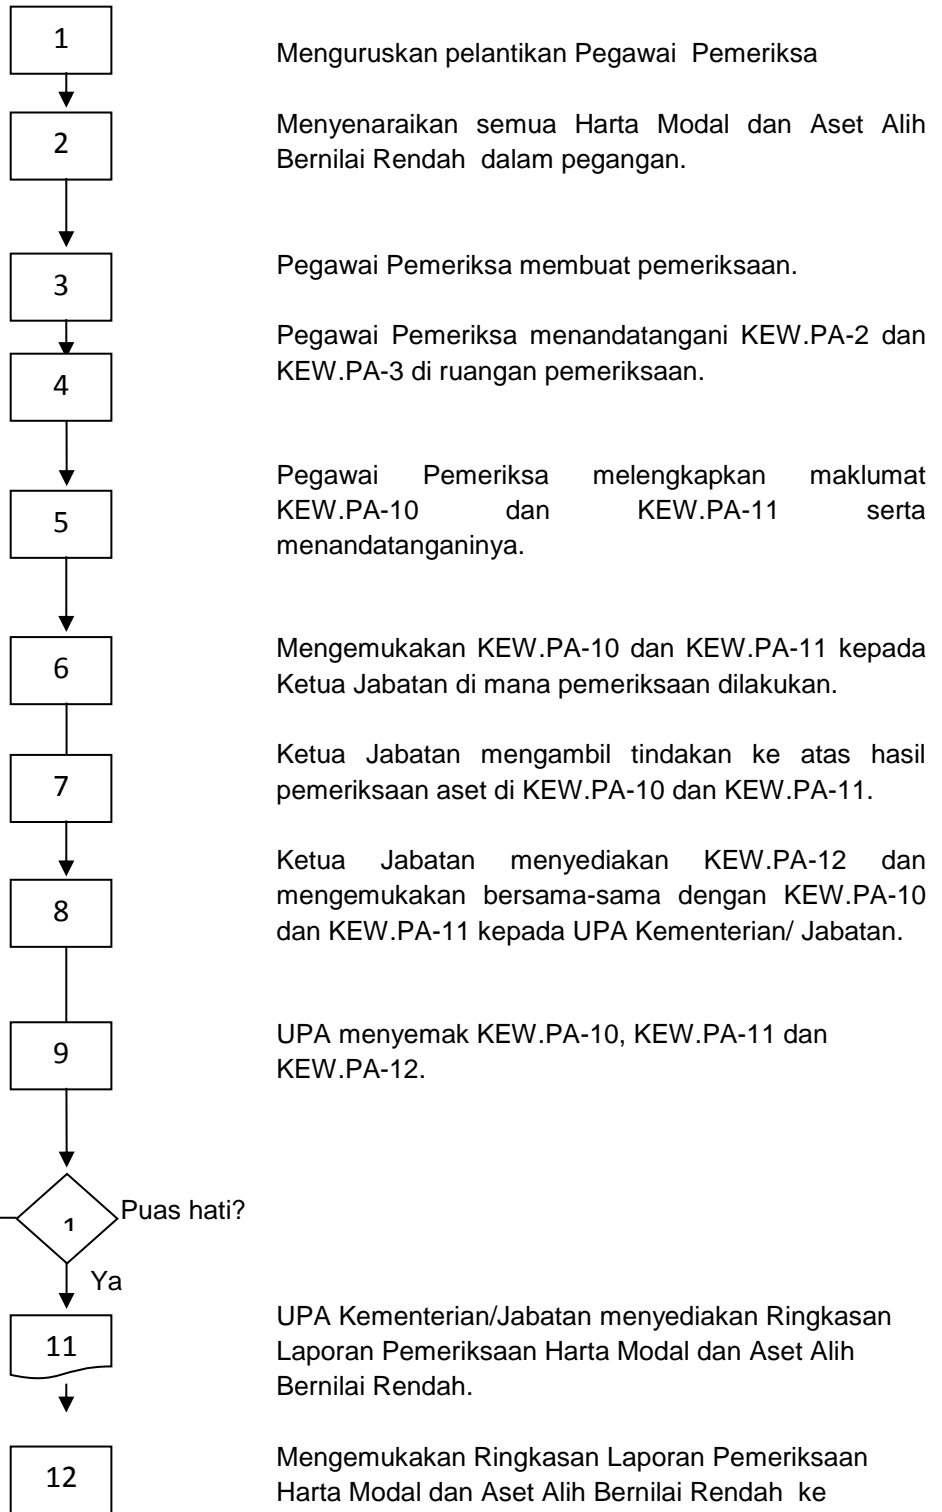 1
Menguruskan pelantikan Pegawai Pemeriksa
2
Menyenaraikan semua Harta Modal dan Aset Alih
Bernilai Rendah dalam pegangan.
3
Pegawai Pemeriksa membuat pemeriksaan.
4
Pegawai Pemeriksa menandatangani KEW.PA-2 dan
KEW.PA-3 di ruangan pemeriksaan.
5
Pegawai Pemeriksa melengkapkan maklumat
KEW.PA-10 dan KEW.PA-11 serta
menandatanganinya.
6
Mengemukakan KEW.PA-10 dan KEW.PA-11 kepada
Ketua Jabatan di mana pemeriksaan dilakukan.
7
Ketua Jabatan mengambil tindakan ke atas hasil
pemeriksaan aset di KEW.PA-10 dan KEW.PA-11.
8
Ketua Jabatan menyediakan KEW.PA-12 dan
mengemukakan bersama-sama dengan KEW.PA-10
dan KEW.PA-11 kepada UPA Kementerian/ Jabatan.
9
UPA menyemak KEW.PA-10, KEW.PA-11 dan
KEW.PA-12.
1
Puas hati?
Ya
11
UPA Kementerian/Jabatan menyediakan Ringkasan
Laporan Pemeriksaan Harta Modal dan Aset Alih
Bernilai Rendah.
12
Mengemukakan Ringkasan Laporan Pemeriksaan
Harta Modal dan Aset Alih Bernilai Rendah ke